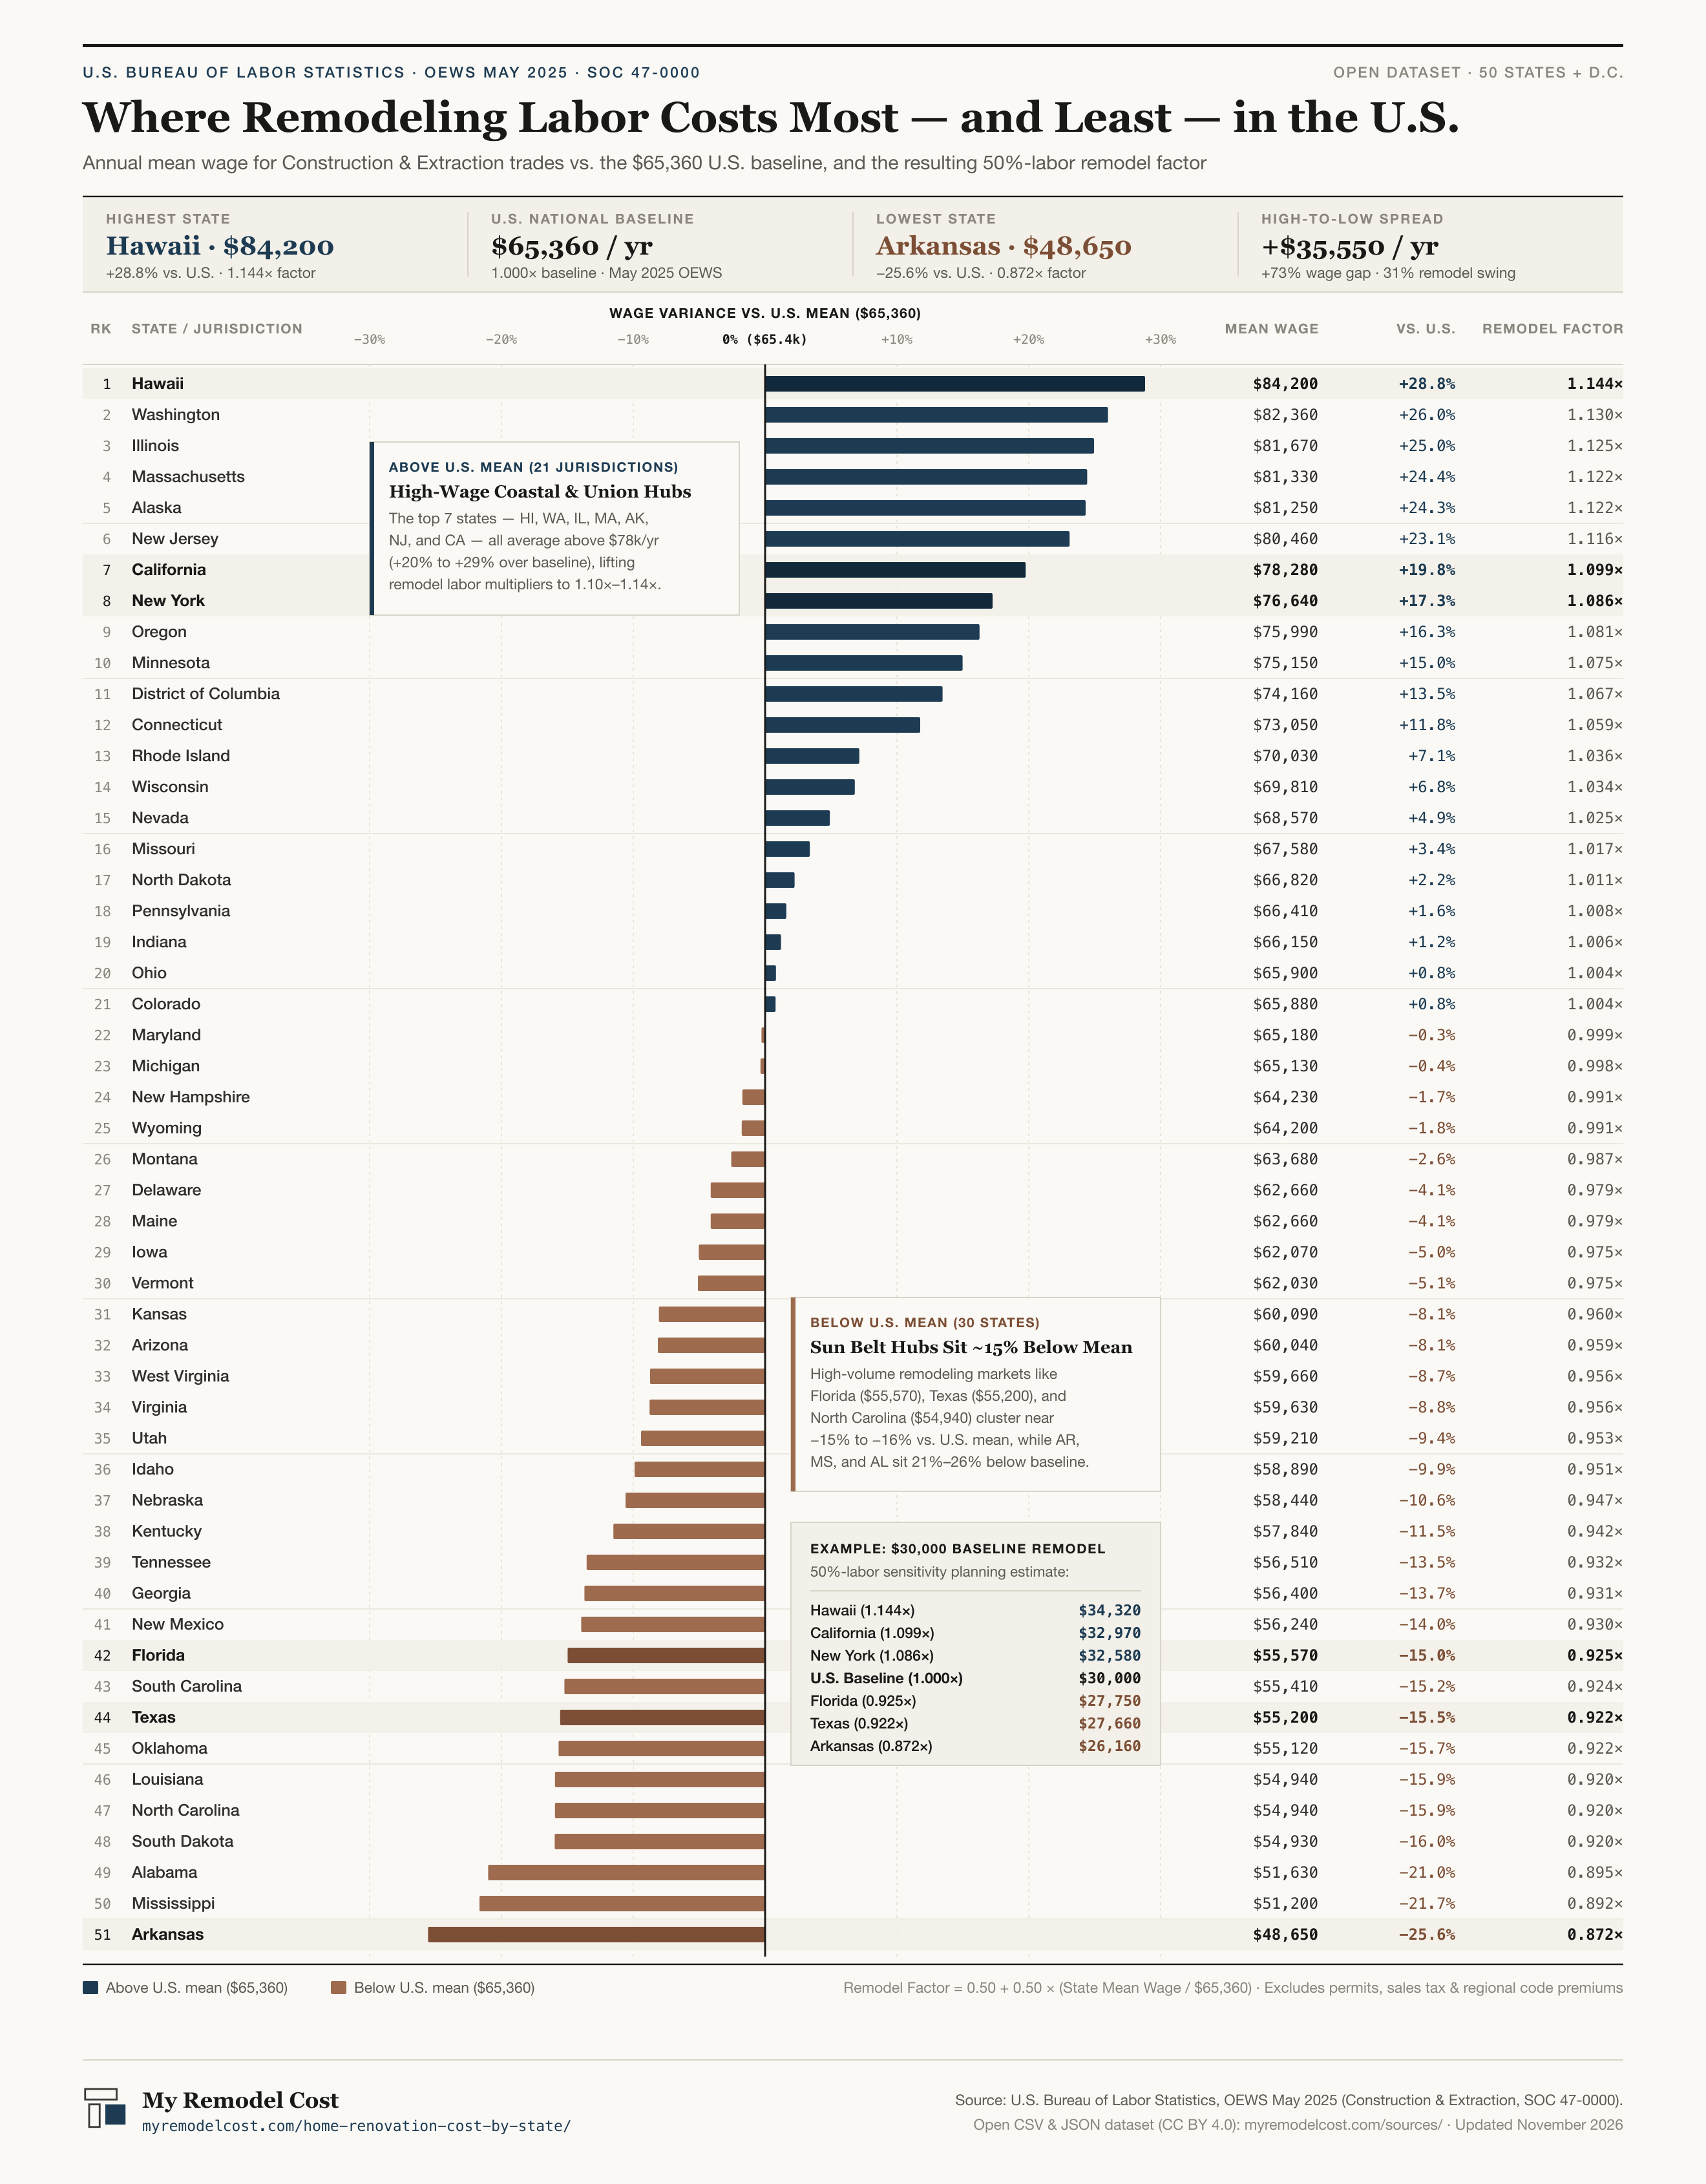 U.S. BUREAU OF LABOR STATISTICS · OEWS MAY 2025 · SOC 47-0000
OPEN DATASET · 50 STATES + D.C.
Where Remodeling Labor Costs Most — and Least — in the U.S.
Annual mean wage for Construction & Extraction trades vs. the $65,360 U.S. baseline, and the resulting 50%-labor remodel factor
HIGHEST STATE
Hawaii · $84,200
+28.8% vs. U.S. · 1.144× factor
U.S. NATIONAL BASELINE
$65,360 / yr
1.000× baseline · May 2025 OEWS
LOWEST STATE
Arkansas · $48,650
−25.6% vs. U.S. · 0.872× factor
HIGH-TO-LOW SPREAD
+$35,550 / yr
+73% wage gap · 31% remodel swing
RK STATE / JURISDICTION
WAGE VARIANCE VS. U.S. MEAN ($65,360)
−30% −20% −10% 0% ($65.4k) +10% +20% +30%
MEAN WAGE VS. U.S. REMODEL FACTOR
1 Hawaii $84,200 +28.8% 1.144×
2 Washington $82,360 +26.0% 1.130×
3 Illinois $81,670 +25.0% 1.125×
4 Massachusetts $81,330 +24.4% 1.122×
5 Alaska $81,250 +24.3% 1.122×
6 New Jersey $80,460 +23.1% 1.116×
7 California $78,280 +19.8% 1.099×
8 New York $76,640 +17.3% 1.086×
ABOVE U.S. MEAN (21 JURISDICTIONS)
High-Wage Coastal & Union Hubs
The top 7 states — HI, WA, IL, MA, AK,
NJ, and CA — all average above $78k/yr
(+20% to +29% over baseline), lifting
remodel labor multipliers to 1.10×–1.14×.
9 Oregon $75,990 +16.3% 1.081×
10 Minnesota $75,150 +15.0% 1.075×
11 District of Columbia $74,160 +13.5% 1.067×
12 Connecticut $73,050 +11.8% 1.059×
13 Rhode Island $70,030 +7.1% 1.036×
14 Wisconsin $69,810 +6.8% 1.034×
15 Nevada $68,570 +4.9% 1.025×
16 Missouri $67,580 +3.4% 1.017×
17 North Dakota $66,820 +2.2% 1.011×
18 Pennsylvania $66,410 +1.6% 1.008×
19 Indiana $66,150 +1.2% 1.006×
20 Ohio $65,900 +0.8% 1.004×
21 Colorado $65,880 +0.8% 1.004×
22 Maryland $65,180 −0.3% 0.999×
23 Michigan $65,130 −0.4% 0.998×
24 New Hampshire $64,230 −1.7% 0.991×
25 Wyoming $64,200 −1.8% 0.991×
26 Montana $63,680 −2.6% 0.987×
27 Delaware $62,660 −4.1% 0.979×
28 Maine $62,660 −4.1% 0.979×
29 Iowa $62,070 −5.0% 0.975×
30 Vermont $62,030 −5.1% 0.975×
31 Kansas $60,090 −8.1% 0.960×
32 Arizona $60,040 −8.1% 0.959×
33 West Virginia $59,660 −8.7% 0.956×
34 Virginia $59,630 −8.8% 0.956×
35 Utah $59,210 −9.4% 0.953×
36 Idaho $58,890 −9.9% 0.951×
BELOW U.S. MEAN (30 STATES)
Sun Belt Hubs Sit ~15% Below Mean
High-volume remodeling markets like
Florida ($55,570), Texas ($55,200), and
North Carolina ($54,940) cluster near
−15% to −16% vs. U.S. mean, while AR,
MS, and AL sit 21%–26% below baseline.
37 Nebraska $58,440 −10.6% 0.947×
38 Kentucky $57,840 −11.5% 0.942×
39 Tennessee $56,510 −13.5% 0.932×
40 Georgia $56,400 −13.7% 0.931×
41 New Mexico $56,240 −14.0% 0.930×
42 Florida $55,570 −15.0% 0.925×
43 South Carolina $55,410 −15.2% 0.924×
44 Texas $55,200 −15.5% 0.922×
45 Oklahoma $55,120 −15.7% 0.922×
EXAMPLE: $30,000 BASELINE REMODEL
50%-labor sensitivity planning estimate:
Hawaii (1.144×) $34,320
California (1.099×) $32,970
New York (1.086×) $32,580
U.S. Baseline (1.000×) $30,000
Florida (0.925×) $27,750
Texas (0.922×) $27,660
Arkansas (0.872×) $26,160
46 Louisiana $54,940 −15.9% 0.920×
47 North Carolina $54,940 −15.9% 0.920×
48 South Dakota $54,930 −16.0% 0.920×
49 Alabama $51,630 −21.0% 0.895×
50 Mississippi $51,200 −21.7% 0.892×
51 Arkansas $48,650 −25.6% 0.872×
Above U.S. mean ($65,360) Below U.S. mean ($65,360)
Remodel Factor = 0.50 + 0.50 × (State Mean Wage / $65,360) · Excludes permits, sales tax & regional code premiums
My Remodel Cost
myremodelcost.com/home-renovation-cost-by-state/
Source: U.S. Bureau of Labor Statistics, OEWS May 2025 (Construction & Extraction, SOC 47-0000).
Open CSV & JSON dataset (CC BY 4.0): myremodelcost.com/sources/ · Updated November 2026